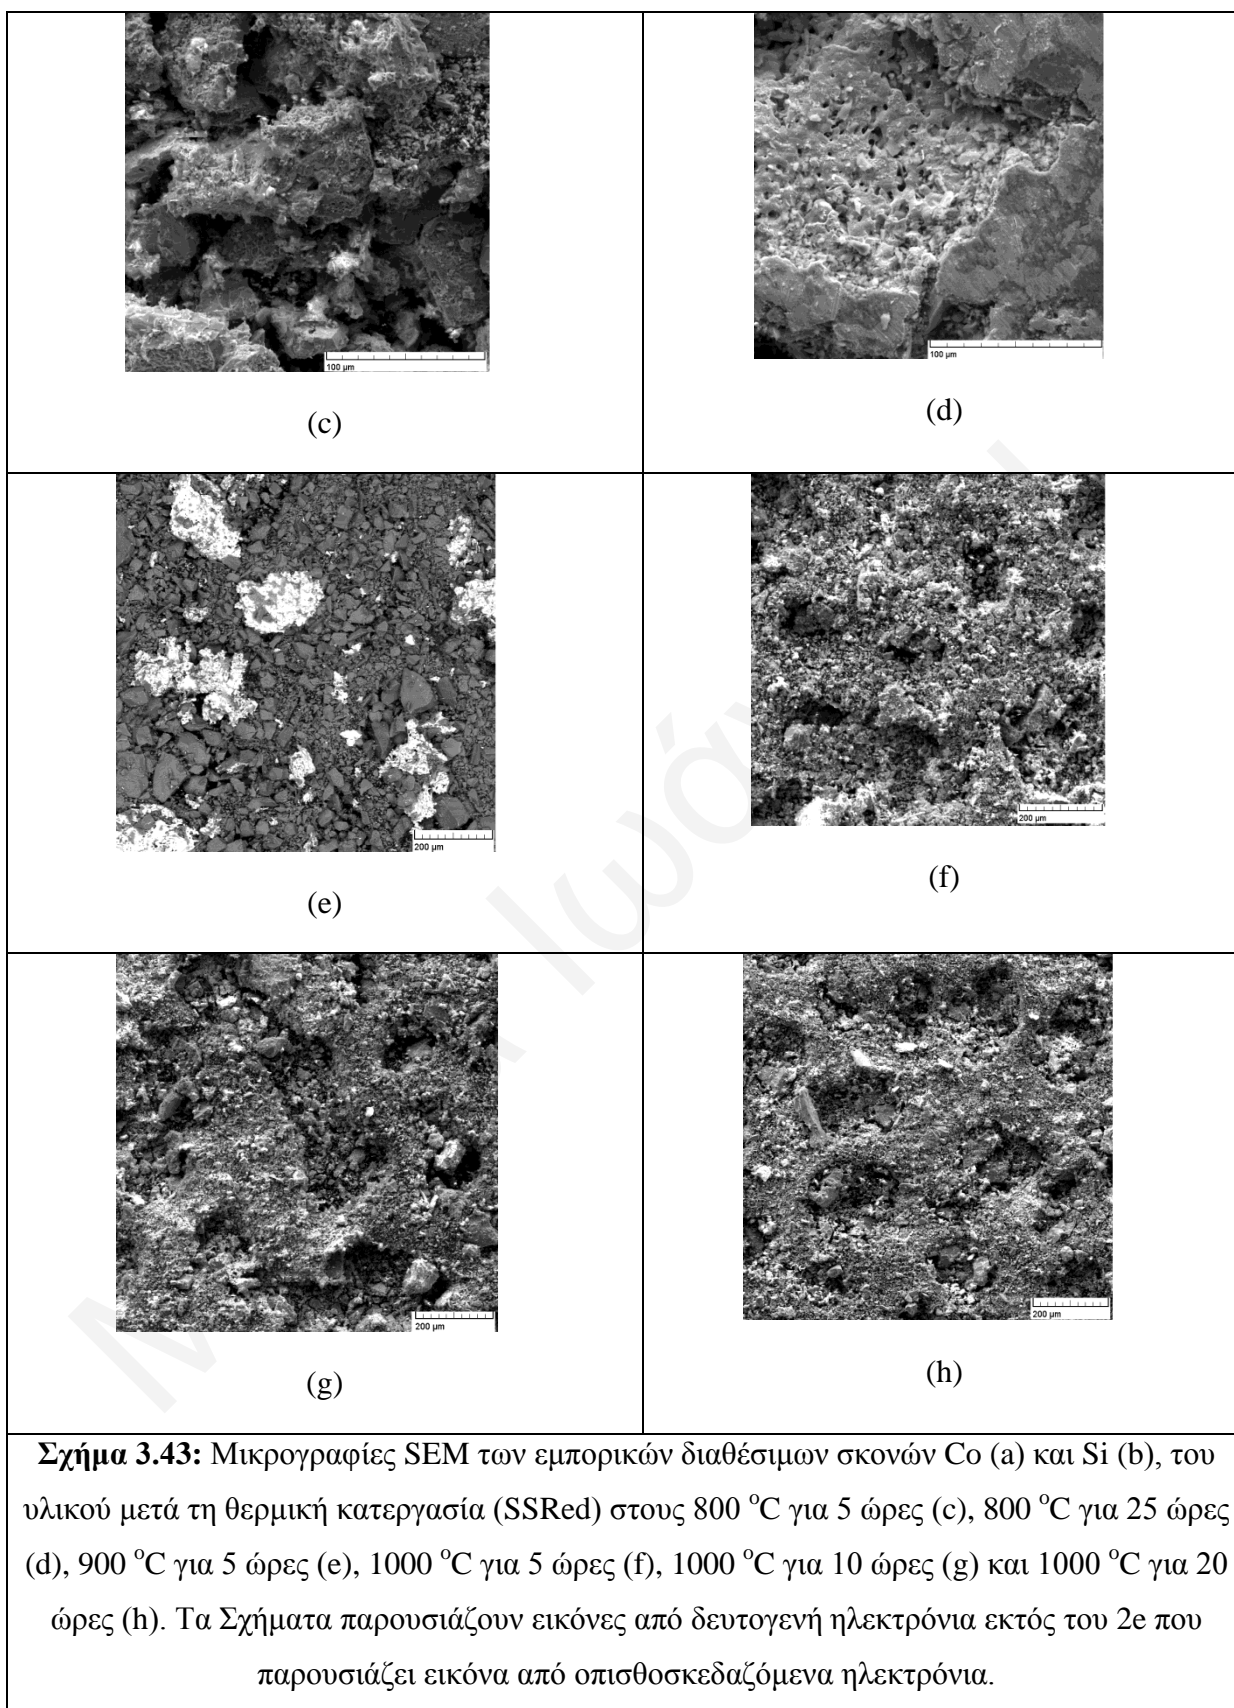 100 μm
100 μm
(c)
(d)
200 μm
200 μm
(e)
(f)
200 μm
200 μm
(g)
(h)
Σχήμα 3.43: Μικρογραφίες SEM των εμπορικών διαθέσιμων σκονών Co (a) και Si (b), του
υλικού μετά τη θερμική κατεργασία (SSRed) στους 800 °C για 5 ώρες (c), 800 °C για 25 ώρες
(d), 900 °C για 5 ώρες (e), 1000 °C για 5 ώρες (f), 1000 °C για 10 ώρες (g) και 1000 °C για 20
ώρες (h). Τα Σχήματα παρουσιάζουν εικόνες από δευτογενή ηλεκτρόνια εκτός του 2e που
παρουσιάζει εικόνα από οπισθοσκεδαζόμενα ηλεκτρόνια.